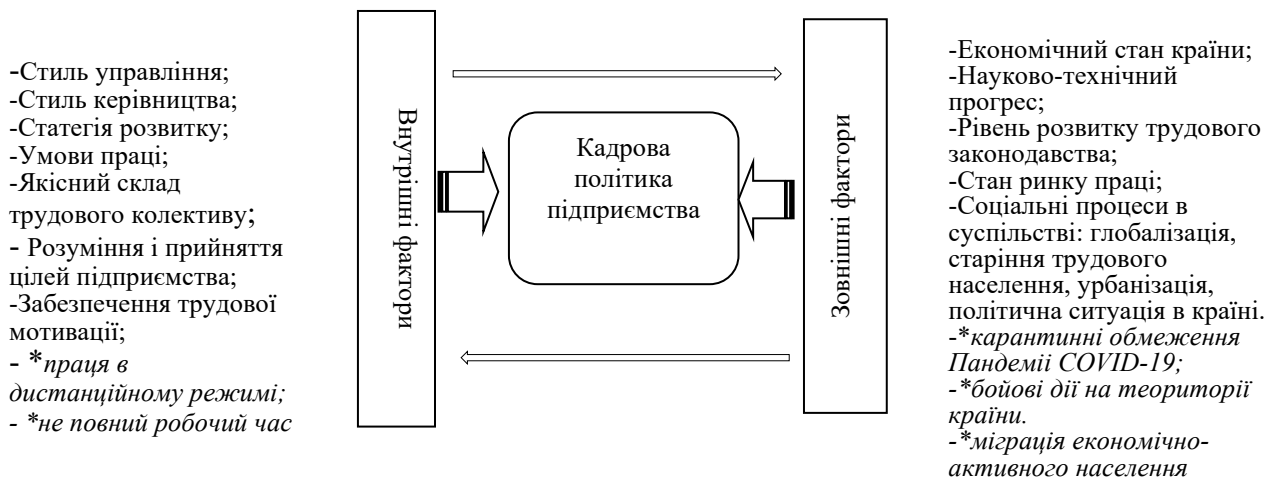 -Стиль управління;
-Стиль керівництва;
-Статегія розвитку;
-Умови праці;
-Якісний склад
трудового колективу;
- Розуміння і прийняття
цілей підприємства;
-Забезпечення трудової
мотивації;
- *праця в
дистанційному режимі;
- *не повний робочий час
Внутрішні фактори
Кадрова
політика
підприємства
Зовнішні фактори
-Економічний стан країни;
-Науково-технічний
прогрес;
-Рівень розвитку трудового
законодавства;
-Стан ринку праці;
-Соціальні процеси в
суспільстві: глобалізація,
старіння трудового
населення, урбанізація,
політична ситуація в країні.
-*карантинні обмеження
Пандеміі COVID-19;
-*бойові дії на теориторії
країни.
-*міграція економічно-
активного населення